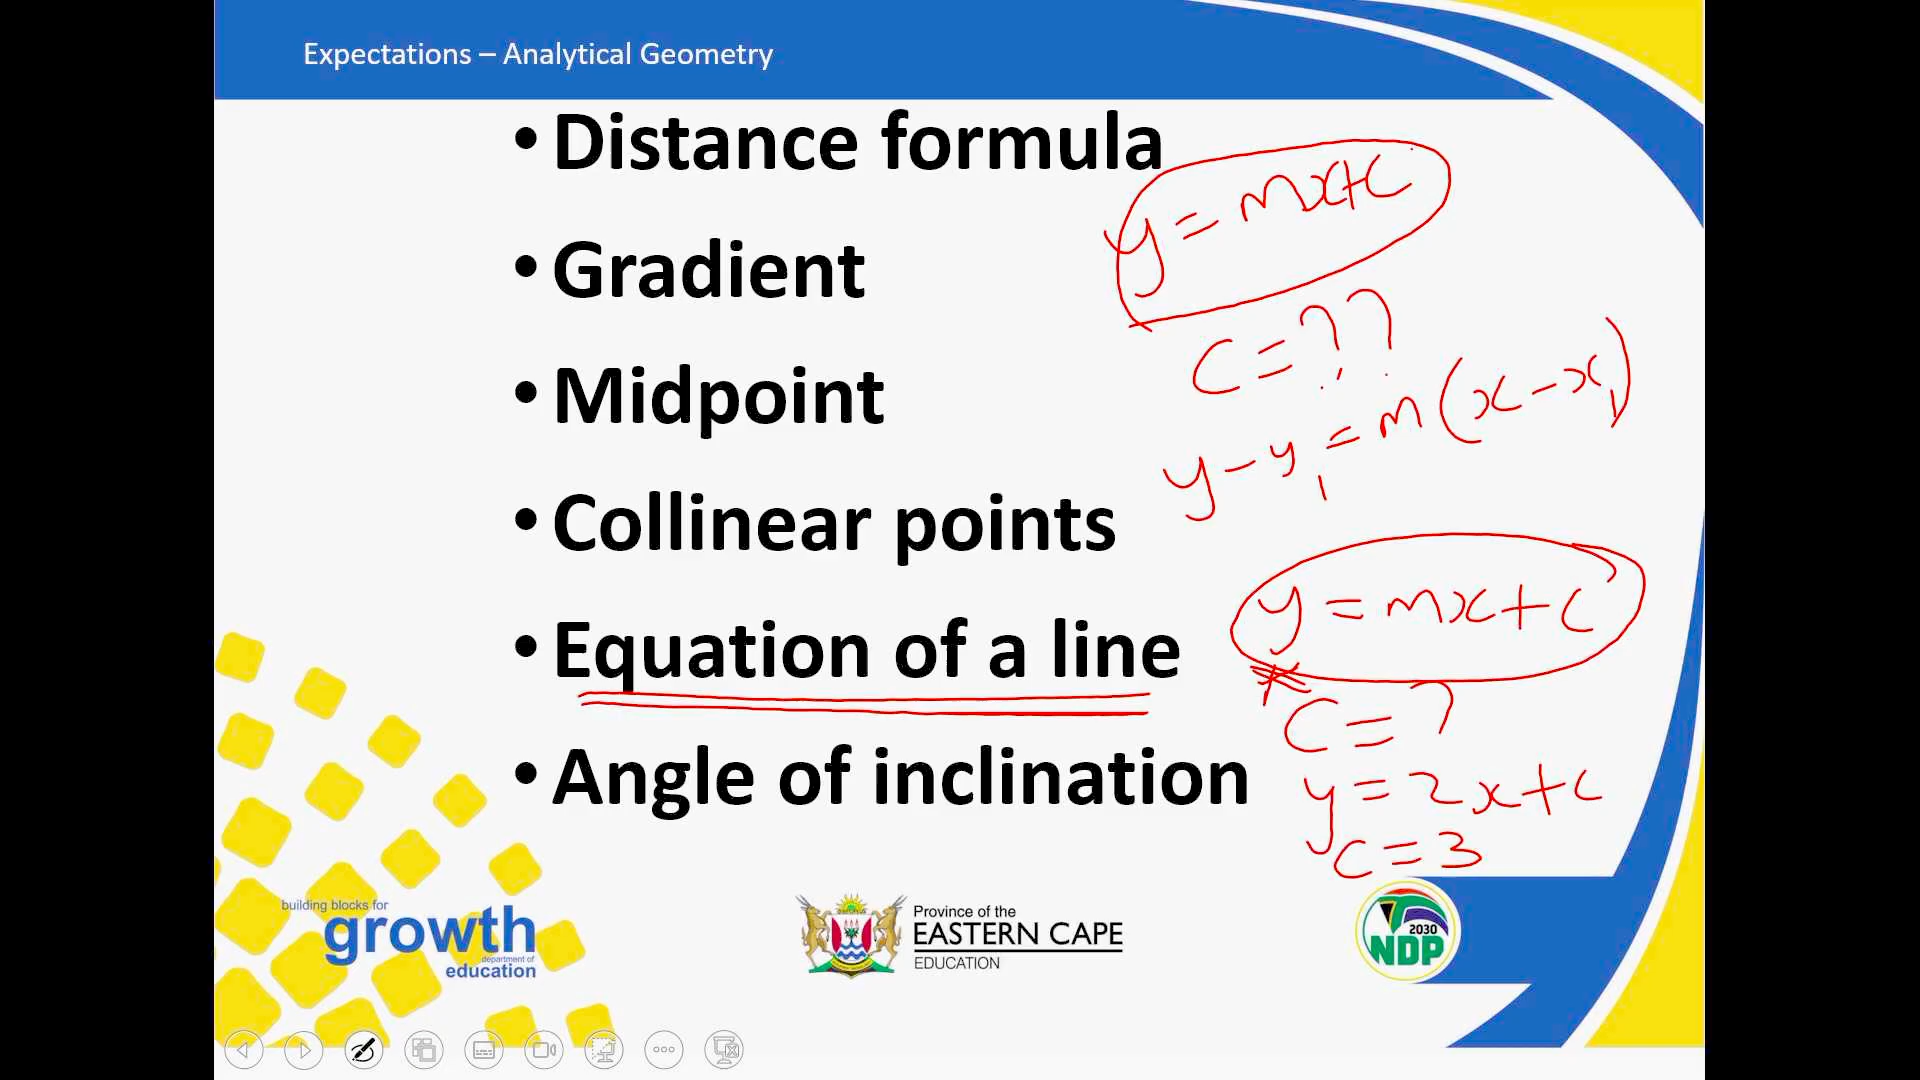 Expectations – Analytical Geometry
• Distance formula
• Gradient
• Midpoint
• Collinear points
• Equation of a line
• Angle of inclination
y = mx+c
c = ??
y - y₁ = m(x - x₁)
y = mx + c
c = ?
y = 2x + c
c = 3
building blocks for
growth
department of
education
Province of the
EASTERN CAPE
EDUCATION
2030
NDP